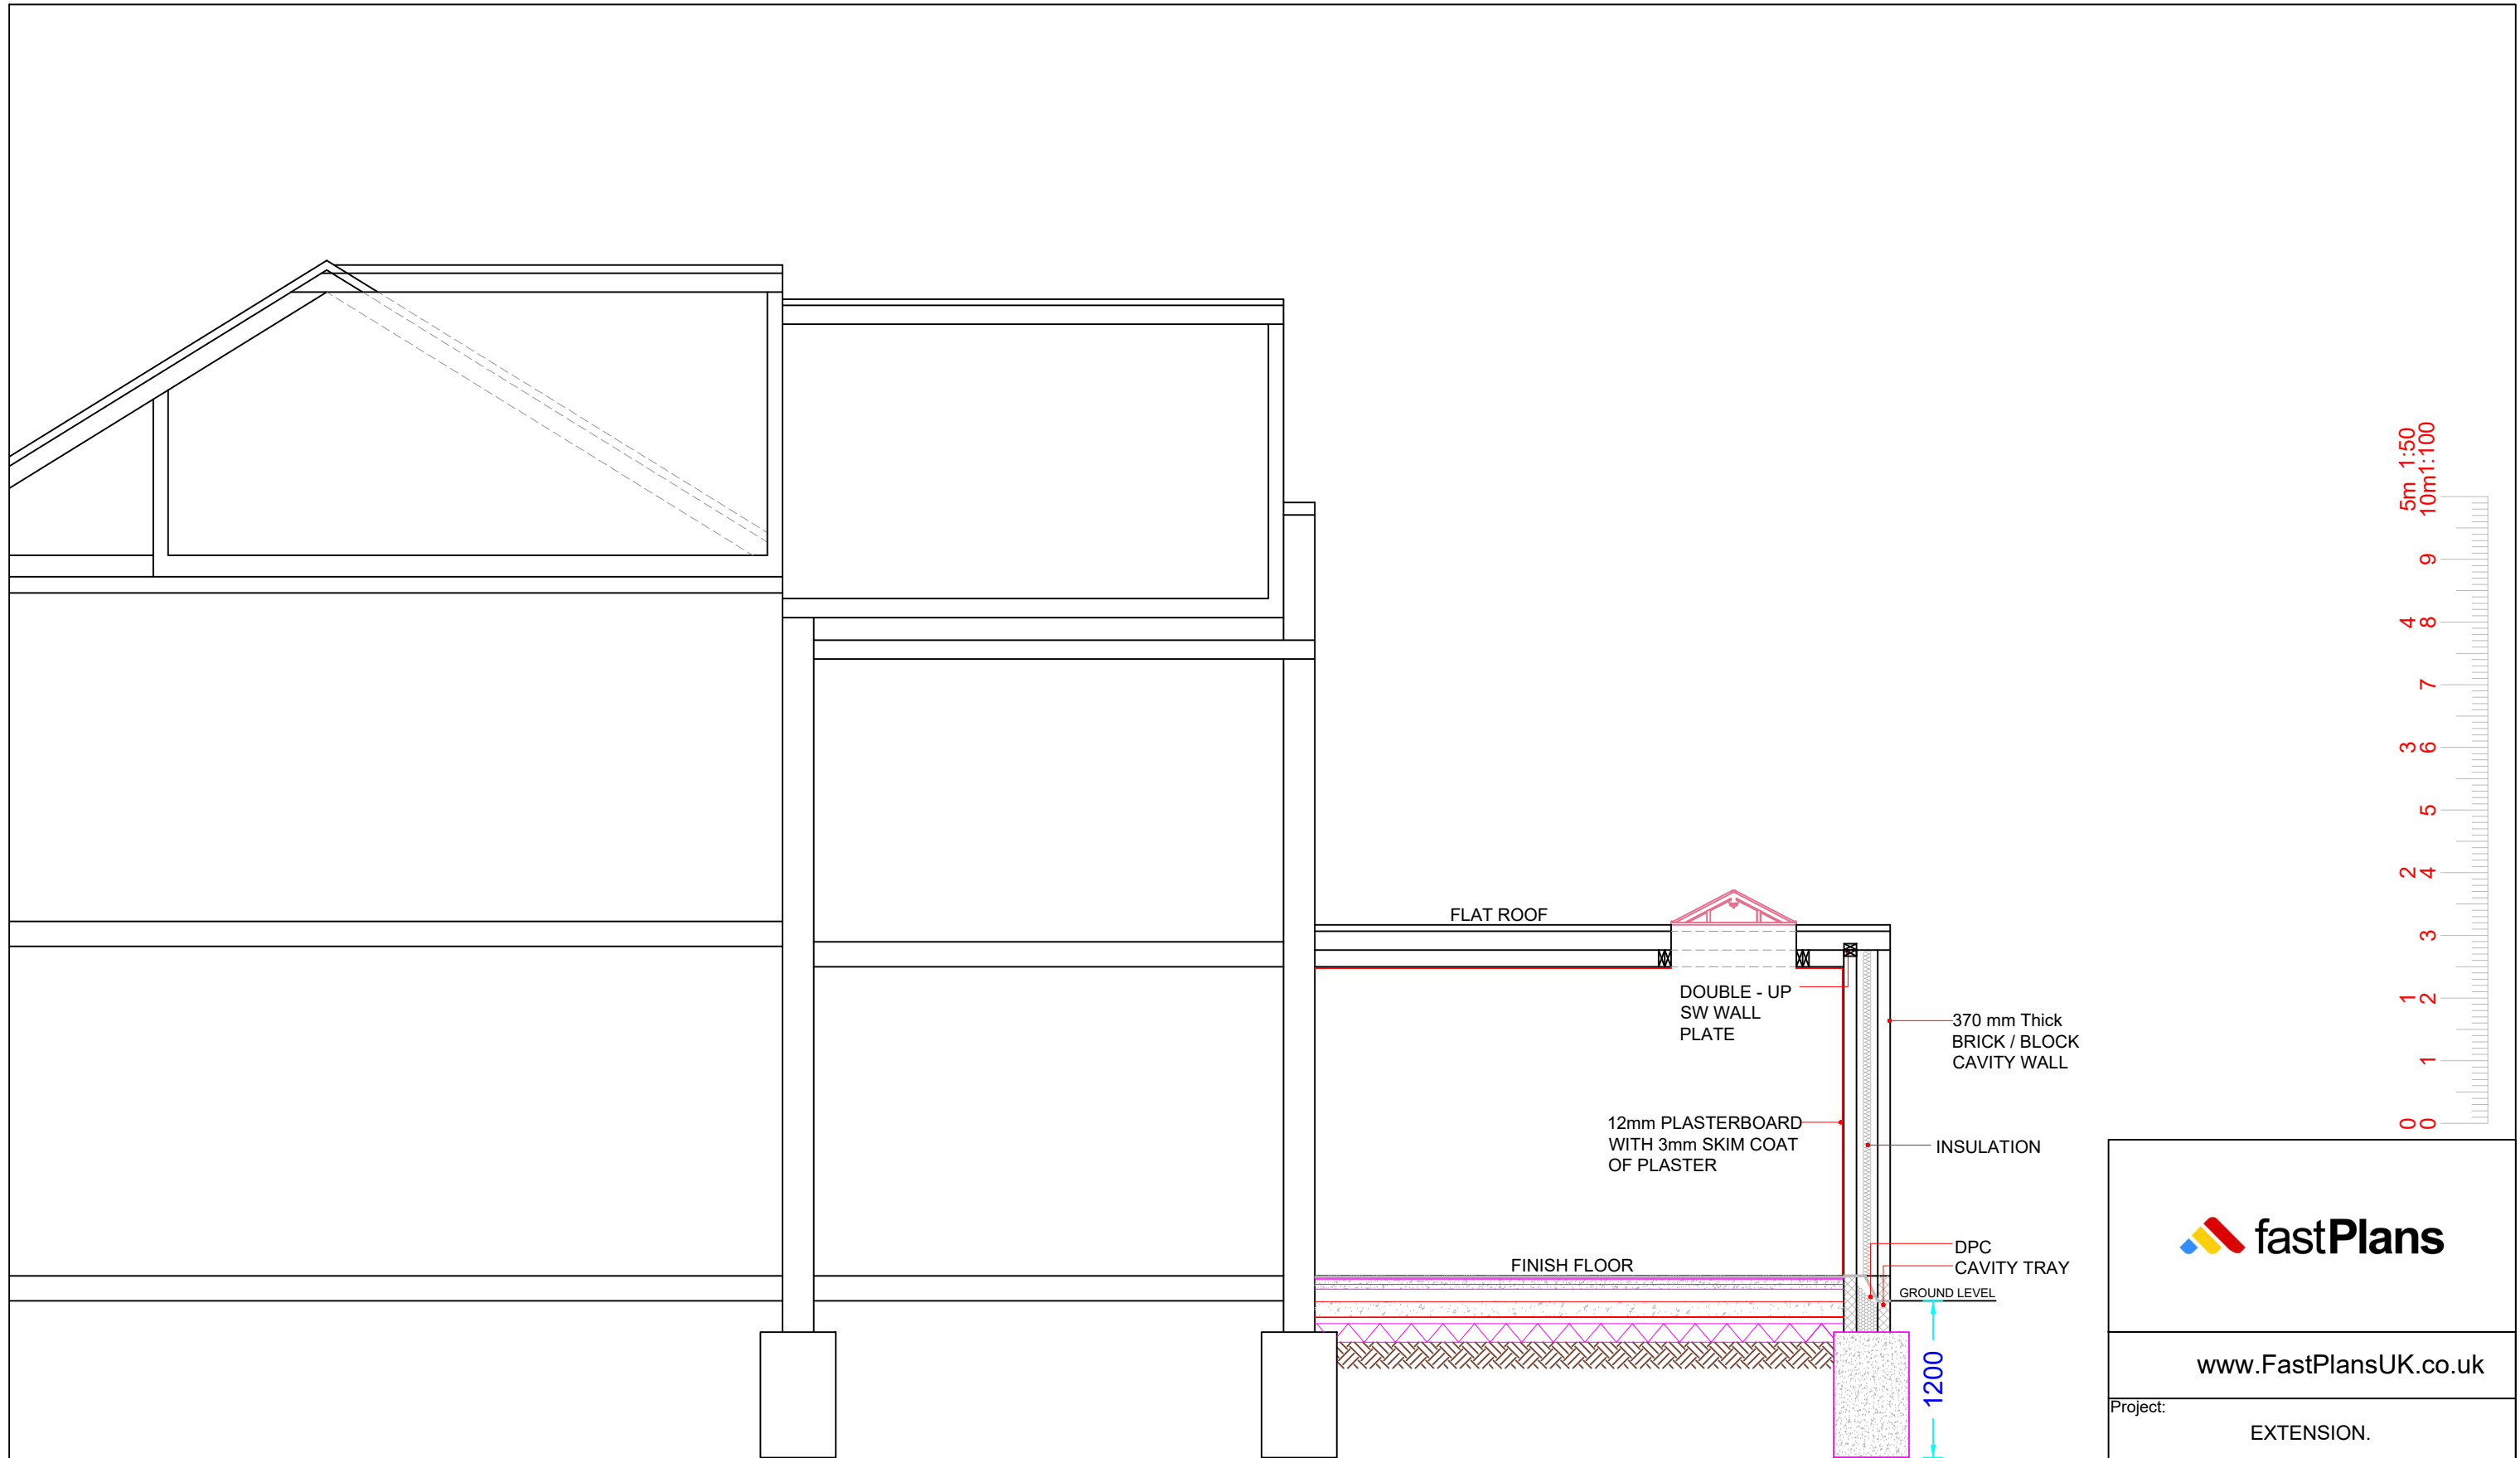 FLAT ROOF
DOUBLE - UP
SW WALL
PLATE
370 mm Thick
BRICK / BLOCK
CAVITY WALL
12mm PLASTERBOARD
WITH 3mm SKIM COAT
OF PLASTER
INSULATION
FINISH FLOOR
DPC
CAVITY TRAY
GROUND LEVEL
1200
5m 1:50
10m1:100
9
4 8
7
3 6
5
2 4
3
1 2
1
0 0
fastPlans
www.FastPlansUK.co.uk
Project:
EXTENSION.